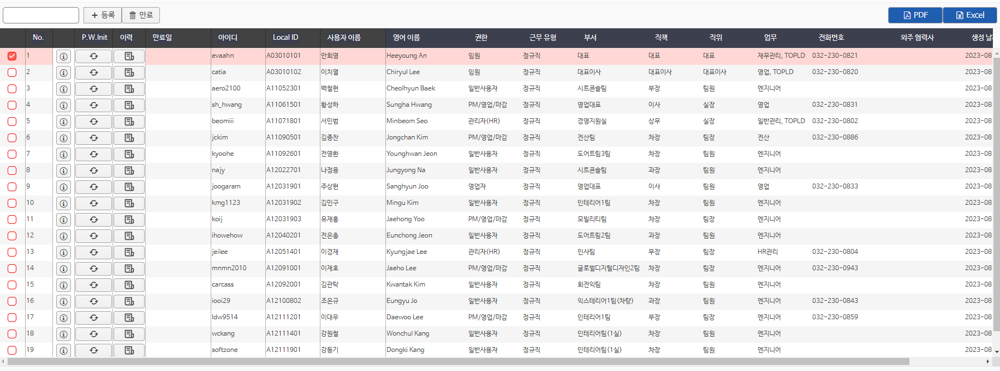 + 등록 만료 PDF Excel
No. P.W.Init 이력 만료일 아이디 Local ID 사용자 이름 영어 이름 권한 근무 유형 부서 직책 직위 업무 전화번호 외주 협력사 생성 날
1 evaahn A03010101 안희영 Heeyoung An 임원 정규직 대표 대표 대표 재무관리, TOPLD 032-230-0821 2023-08
2 catia A03010102 이치열 Chiryul Lee 임원 정규직 대표이사 대표이사 대표이사 영업, TOPLD 032-230-0820 2023-08
3 aero2100 A11052301 백철현 Cheolhyun Baek 일반사용자 정규직 시트콘솔팀 부장 팀원 엔지니어 2023-08
4 sh_hwang A11061501 황성하 Sungha Hwang PM/영업/마감 정규직 영업대표 이사 실장 영업 032-230-0831 2023-08
5 beomiii A11071801 서민범 Minbeom Seo 관리자(HR) 정규직 경영지원실 상무 실장 일반관리, TOPLD 032-230-0802 2023-08
6 jckim A11090501 김종찬 Jongchan Kim PM/영업/마감 정규직 전산팀 차장 팀장 전산 032-230-0886 2023-08
7 kyoohe A11092601 전영환 Younghwan Jeon 일반사용자 정규직 도어트림3팀 차장 팀원 엔지니어 2023-08
8 najy A12022701 나정용 Jungyong Na 일반사용자 정규직 시트콘솔팀 과장 팀원 엔지니어 2023-08
9 joogaram A12031901 주상현 Sanghyun Joo 영업자 정규직 영업대표 이사 팀원 영업 032-230-0833 2023-08
10 kmg1123 A12031902 김민구 Mingu Kim 일반사용자 정규직 인테리어1팀 차장 팀원 엔지니어 2023-08
11 koij A12031903 유재홍 Jaehong Yoo PM/영업/마감 정규직 모빌리티팀 차장 팀장 엔지니어 2023-08
12 ihowehow A12040201 전은총 Eunchong Jeon 일반사용자 정규직 도어트림2팀 과장 팀원 엔지니어 2023-08
13 jeilee A12051401 이경재 Kyungjae Lee 관리자(HR) 정규직 인사팀 부장 팀장 HR관리 032-230-0804 2023-08
14 mnmn2010 A12091001 이재호 Jaeho Lee PM/영업/마감 정규직 글로벌디지털디자인2팀 차장 팀장 엔지니어 032-230-0943 2023-08
15 carcass A12092001 김관탁 Kwantak Kim 일반사용자 정규직 회전익팀 차장 팀원 엔지니어 2023-08
16 iooi29 A12100802 조은규 Eungyu Jo 일반사용자 정규직 익스테리어1팀(차량) 과장 팀원 엔지니어 032-230-0843 2023-08
17 ldw9514 A12111201 이대우 Daewoo Lee PM/영업/마감 정규직 인테리어1팀 부장 팀장 엔지니어 032-230-0859 2023-08
18 wckang A12111401 강원철 Wonchul Kang 일반사용자 정규직 인테리어팀(1실) 차장 팀원 엔지니어 2023-08
19 softzone A12111901 강동기 Dongki Kang 일반사용자 정규직 인테리어팀(1실) 차장 팀원 엔지니어 2023-08